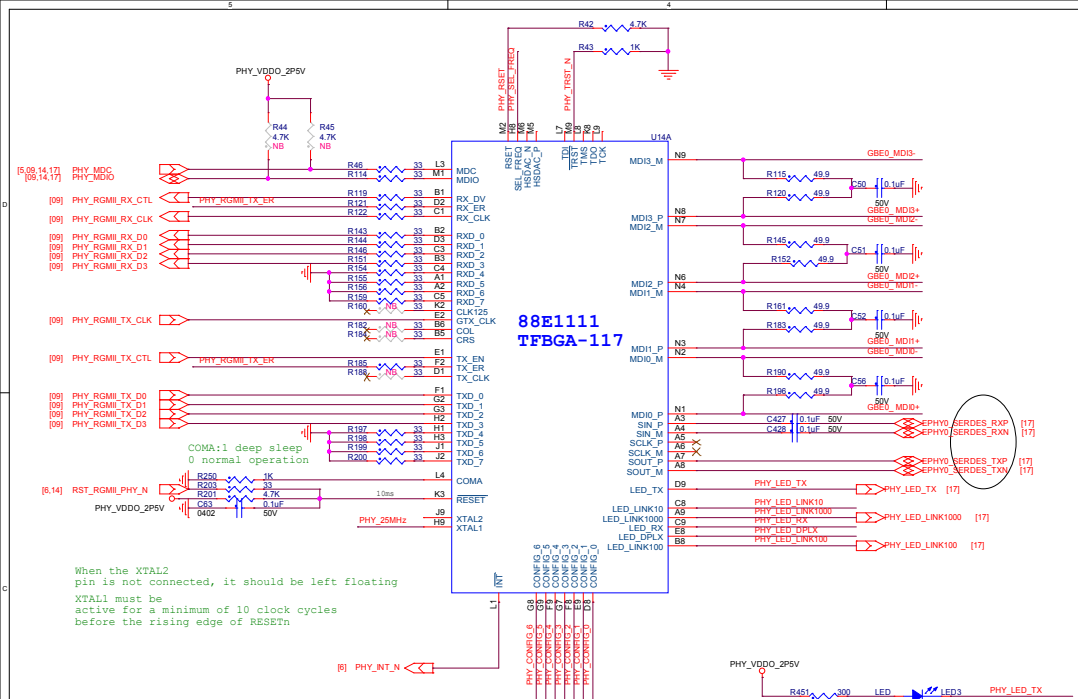 5
4
D
C
R42
4.7K
R43
1K
PHY_RSET
PHY_SEL_FREQ
PHY_TRST_N
PHY_VDDO_2P5V
R44
4.7K
NB
R45
4.7K
NB
M2
H8
M6
M5
L7
M9
L8
K9
L9
U14A
RSET
SEL_FREQ
HSDAC_N
HSDAC_P
TDI
TRST
TMS
TDO
TCK
[5,09,14,17] PHY_MDC R46 33 L3 MDC
[09,14,17] PHY_MDIO R114 33 M1 MDIO
[09] PHY_RGMII_RX_CTL R119 33 B1 RX_DV
PHY_RGMII_TX_ER R121 33 D2 RX_ER
[09] PHY_RGMII_RX_CLK R122 33 C1 RX_CLK
[09] PHY_RGMII_RX_D0 R143 33 B2 RXD_0
[09] PHY_RGMII_RX_D1 R144 33 D3 RXD_1
[09] PHY_RGMII_RX_D2 R146 33 C3 RXD_2
[09] PHY_RGMII_RX_D3 R151 33 B3 RXD_3
R154 33 C4 RXD_4
R155 33 A1 RXD_5
R156 33 A2 RXD_6
R159 33 C5 RXD_7
R160 NB 33 K2 CLK125
[09] PHY_RGMII_TX_CLK E2 GTX_CLK
R182 NB 33 B6 COL
R184 NB 33 B5 CRS
[09] PHY_RGMII_TX_CTL E1 TX_EN
PHY_RGMII_TX_ER R185 33 F2 TX_ER
R188 NB 33 D1 TX_CLK
[09] PHY_RGMII_TX_D0 F1 TXD_0
[09] PHY_RGMII_TX_D1 G2 TXD_1
[09] PHY_RGMII_TX_D2 G3 TXD_2
[09] PHY_RGMII_TX_D3 H2 TXD_3
R197 33 H1 TXD_4
R198 33 H3 TXD_5
R199 33 J1 TXD_6
R200 33 J2 TXD_7
COMA:1 deep sleep
0 normal operation
R250 1K L4 COMA
[6,14] RST_RGMII_PHY_N R203 33
R201 4.7K 10ms K3 RESET
PHY_VDDO_2P5V C63 0.1uF
0402 50V
J9 XTAL2
PHY_25MHz H9 XTAL1
88E1111
TFBGA-117
MDI3_M N9 GBE0_MDI3-
R115 49.9
R120 49.9
C50 0.1uF
50V
MDI3_P N8 GBE0_MDI3+
MDI2_M N7 GBE0_MDI2-
R145 49.9
R152 49.9
C51 0.1uF
50V
MDI2_P N6 GBE0_MDI2+
MDI1_M N4 GBE0_MDI1-
R161 49.9
R183 49.9
C52 0.1uF
50V
MDI1_P N3 GBE0_MDI1+
MDI0_M N2 GBE0_MDI0-
R190 49.9
R196 49.9
C56 0.1uF
50V
MDI0_P N1 GBE0_MDI0+
SIN_P A3 C427 0.1uF 50V EPHY0_SERDES_RXP [17]
SIN_M A4 C428 0.1uF 50V EPHY0_SERDES_RXN [17]
SCLK_P A5
SCLK_M A6
SOUT_P A7 EPHY0_SERDES_TXP [17]
SOUT_M A8 EPHY0_SERDES_TXN [17]
LED_TX D9 PHY_LED_TX PHY_LED_TX [17]
LED_LINK10 C8 PHY_LED_LINK10
LED_LINK1000 A9 PHY_LED_LINK1000 PHY_LED_LINK1000 [17]
LED_RX C9 PHY_LED_RX
LED_DPLX E8 PHY_LED_DPLX
LED_LINK100 B8 PHY_LED_LINK100 PHY_LED_LINK100 [17]
When the XTAL2
pin is not connected, it should be left floating
XTAL1 must be
active for a minimum of 10 clock cycles
before the rising edge of RESETn
INT
CONFIG_6
CONFIG_5
CONFIG_4
CONFIG_3
CONFIG_2
CONFIG_1
CONFIG_0
L1
G8
G9
F9
G7
F8
E9
D8
PHY_CONFIG_6
PHY_CONFIG_5
PHY_CONFIG_4
PHY_CONFIG_3
PHY_CONFIG_2
PHY_CONFIG_1
PHY_CONFIG_0
[6] PHY_INT_N
PHY_VDDO_2P5V
R451 300 LED LED3 PHY_LED_TX